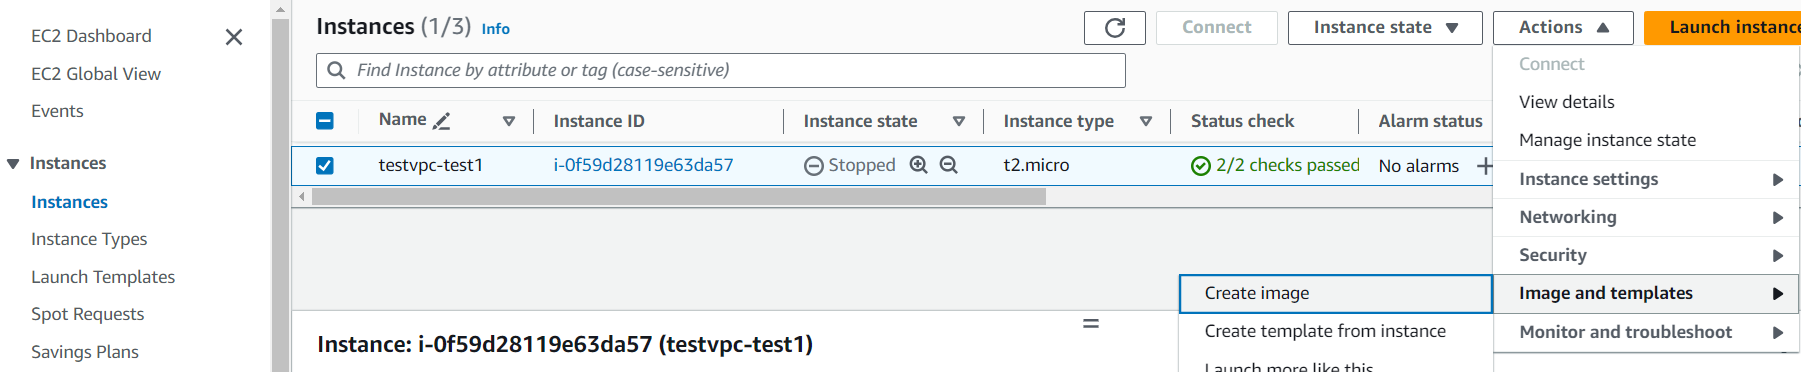 EC2 Dashboard
EC2 Global View
Events
Instances
Instances
Instance Types
Launch Templates
Spot Requests
Savings Plans
Instances (1/3) Info
Connect
Instance state
Actions
Launch instance
Find Instance by attribute or tag (case-sensitive)
Name Instance ID Instance state Instance type Status check Alarm status
testvpc-test1 i-0f59d28119e63da57 Stopped t2.micro 2/2 checks passed No alarms
Connect
View details
Manage instance state
Instance settings
Networking
Security
Image and templates
Monitor and troubleshoot
Create image
Create template from instance
Launch more like this
Instance: i-0f59d28119e63da57 (testvpc-test1)